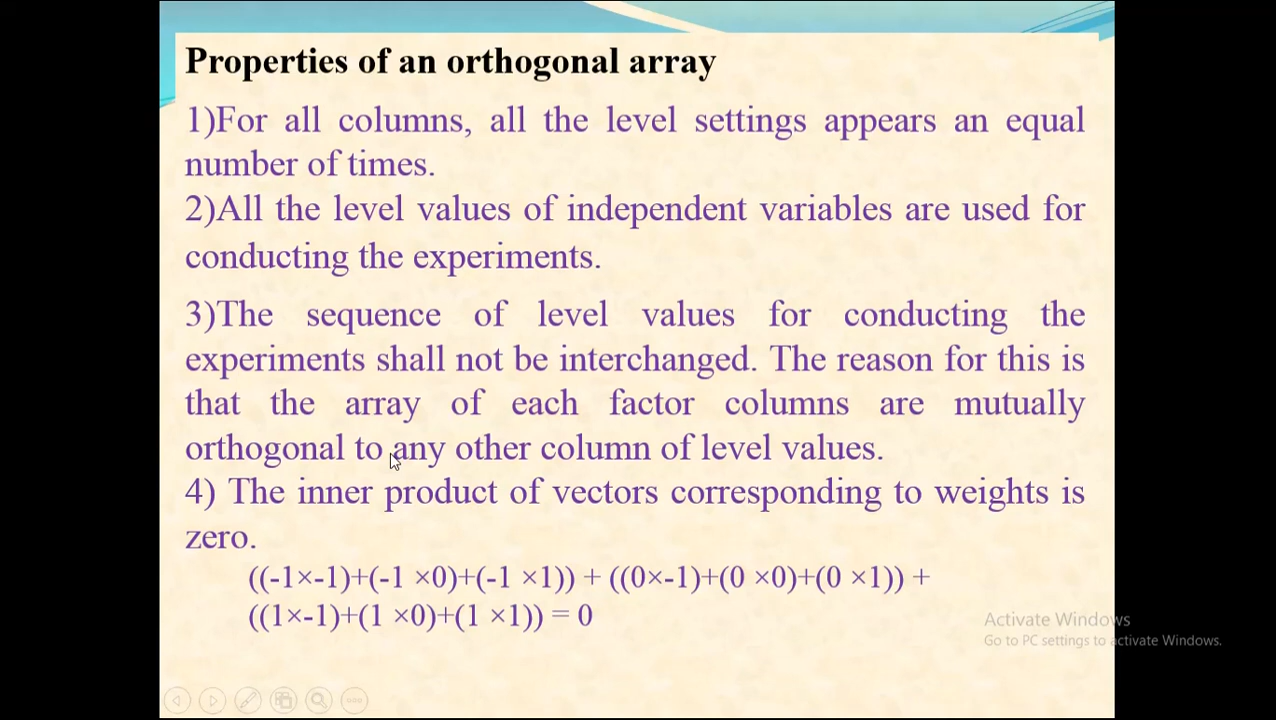 Properties of an orthogonal array
1)For all columns, all the level settings appears an equal
number of times.
2)All the level values of independent variables are used for
conducting the experiments.
3)The sequence of level values for conducting the
experiments shall not be interchanged. The reason for this is
that the array of each factor columns are mutually
orthogonal to any other column of level values.
4) The inner product of vectors corresponding to weights is
zero.
((-1×-1)+(-1 ×0)+(-1 ×1)) + ((0×-1)+(0 ×0)+(0 ×1)) +
((1×-1)+(1 ×0)+(1 ×1)) = 0
Activate Windows
Go to PC settings to activate Windows.